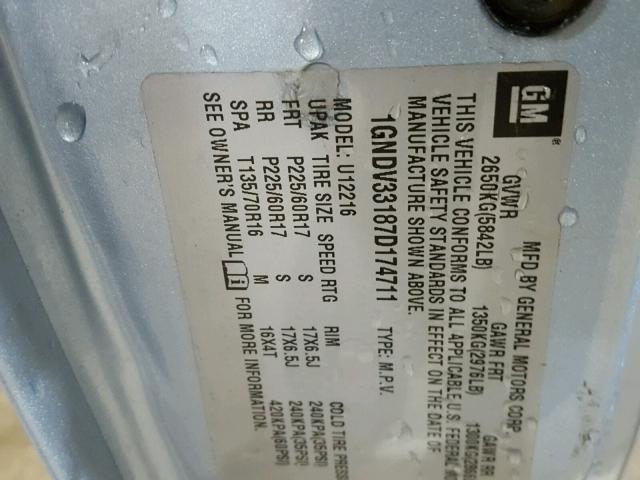 GM ®
MFD BY GENERAL MOTORS CORP
GVWR GAWR FRT GAWR RR
2650KG(5842LB) 1350KG(2976LB)
THIS VEHICLE CONFORMS TO ALL APPLICABLE U.S. FEDERAL
VEHICLE SAFETY STANDARDS IN EFFECT ON THE DATE OF
MANUFACTURE SHOWN ABOVE.
1GNDV33187D174711 TYPE: M.P.V.
MODEL: U12216
UPAK TIRE SIZE SPEED RTG RIM COLD TIRE PRESS
FRT P225/60R17 S 17X6.5J 240KPA(35PSI)
RR P225/60R17 S 17X6.5J 240KPA(35PSI)
SPA T135/70R16 M 16X4T 420KPA(60PSI)
SEE OWNER'S MANUAL FOR MORE INFORMATION.